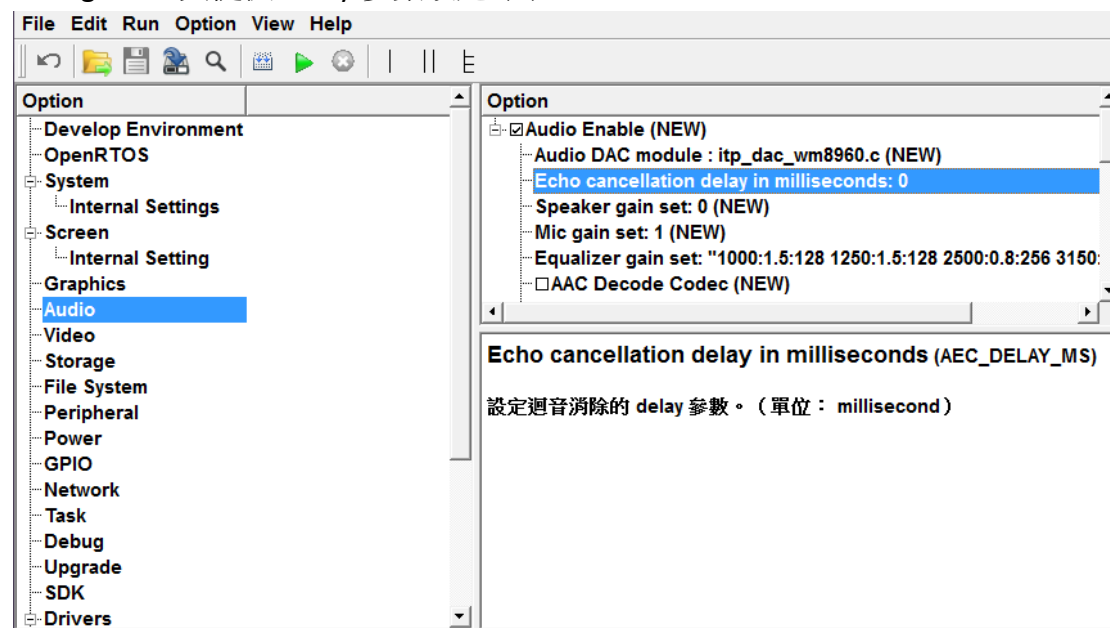 File Edit Run Option View Help
Option
Develop Environment
OpenRTOS
System
Internal Settings
Screen
Internal Setting
Graphics
Audio
Video
Storage
File System
Peripheral
Power
GPIO
Network
Task
Debug
Upgrade
SDK
Drivers
Option
Audio Enable (NEW)
Audio DAC module : itp_dac_wm8960.c (NEW)
Echo cancellation delay in milliseconds: 0
Speaker gain set: 0 (NEW)
Mic gain set: 1 (NEW)
Equalizer gain set: "1000:1.5:128 1250:1.5:128 2500:0.8:256 3150:
AAC Decode Codec (NEW)
Echo cancellation delay in milliseconds (AEC_DELAY_MS)
設定迴音消除的 delay 參數。（單位： millisecond）